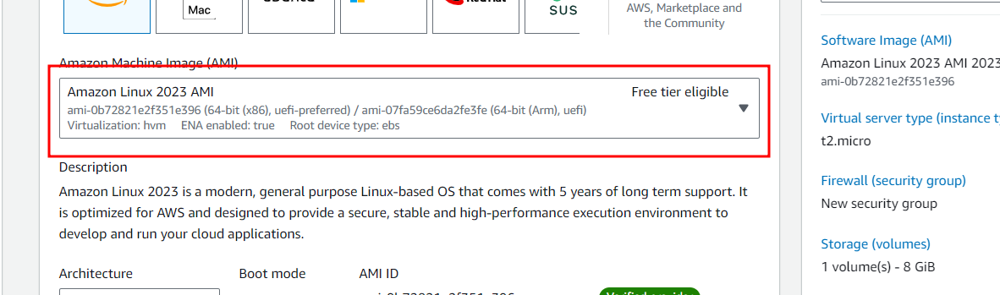 Mac
SUS
AWS, Marketplace and
the Community
Amazon Machine Image (AMI)
Amazon Linux 2023 AMI
Free tier eligible
ami-0b72821e2f351e396 (64-bit (x86), uefi-preferred) / ami-07fa59ce6da2fe3fe (64-bit (Arm), uefi)
Virtualization: hvm ENA enabled: true Root device type: ebs
Description
Amazon Linux 2023 is a modern, general purpose Linux-based OS that comes with 5 years of long term support. It
is optimized for AWS and designed to provide a secure, stable and high-performance execution environment to
develop and run your cloud applications.
Architecture Boot mode AMI ID
Software Image (AMI)
Amazon Linux 2023 AMI 2023
ami-0b72821e2f351e396
Virtual server type (instance ty
t2.micro
Firewall (security group)
New security group
Storage (volumes)
1 volume(s) - 8 GiB